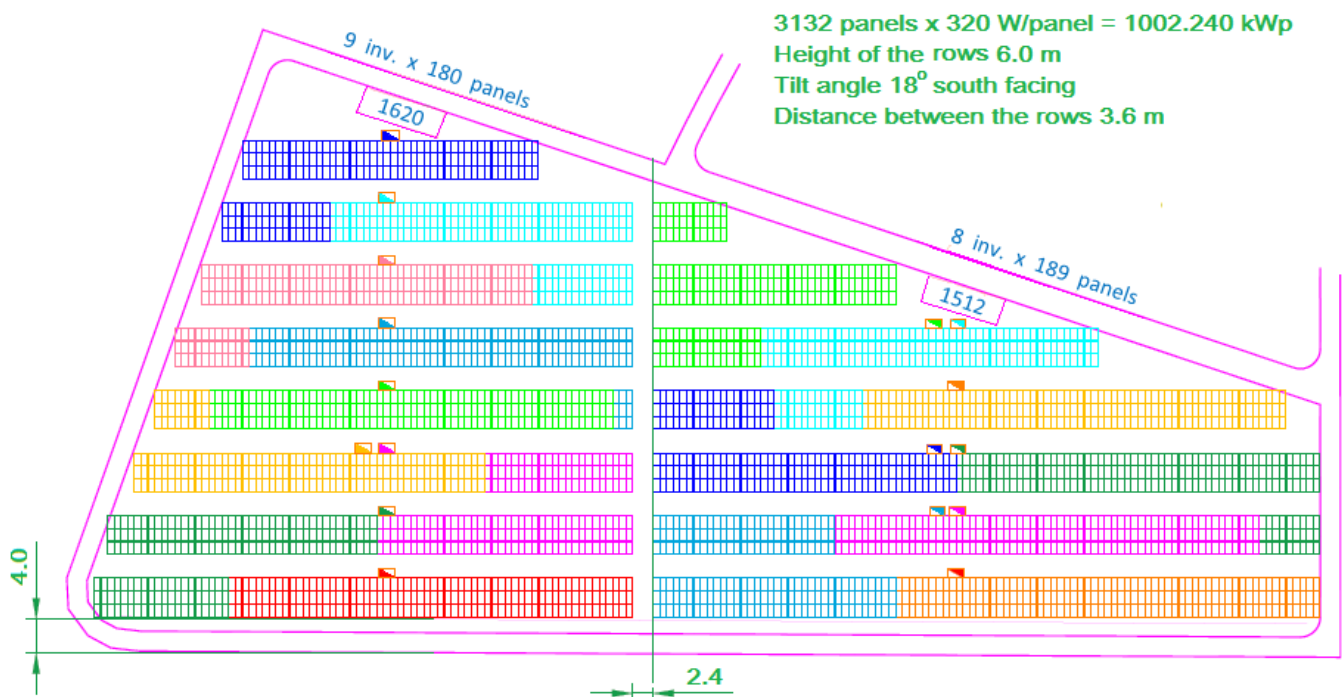 3132 panels x 320 W/panel = 1002.240 kWp
Height of the rows 6.0 m
Tilt angle 18° south facing
Distance between the rows 3.6 m
9 inv. x 180 panels
1620
8 inv. x 189 panels
1512
4.0
2.4